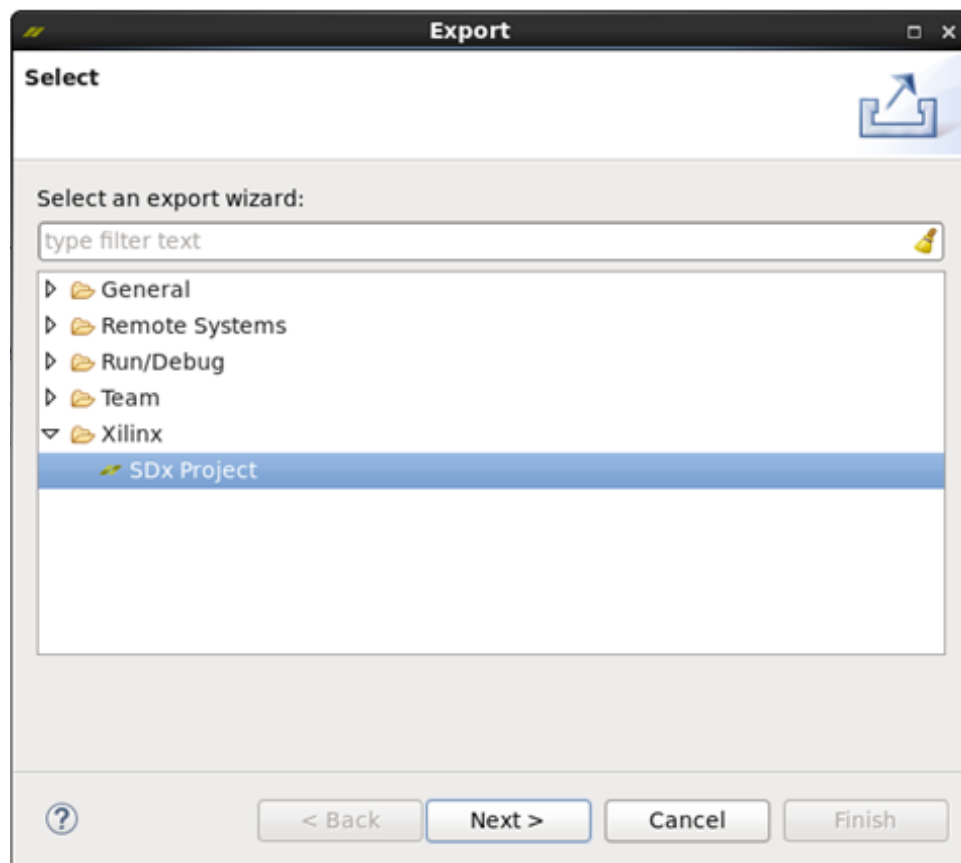 Export
Select
Select an export wizard:
type filter text
General
Remote Systems
Run/Debug
Team
Xilinx
SDx Project
? < Back Next > Cancel Finish